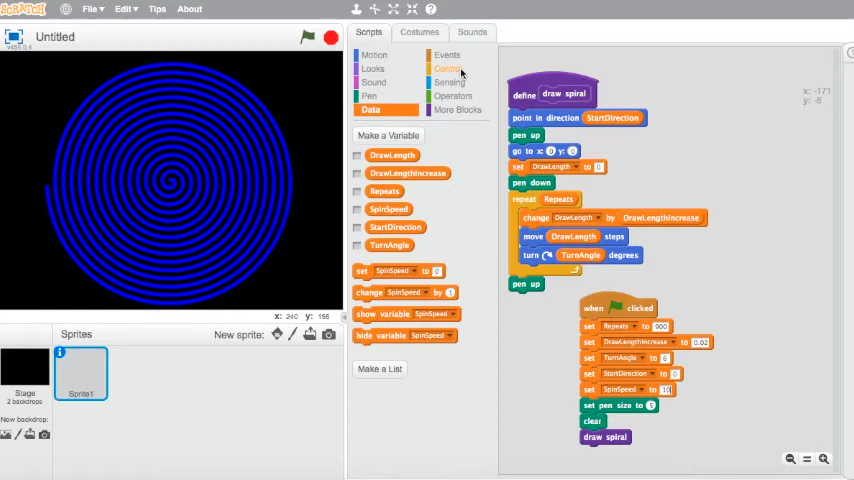 SCRATCH File Edit Tips About
Untitled
v456.0.4
x: 240 y: 155
Sprites New sprite:
Stage
2 backdrops
New backdrop:
Sprite1
Scripts Costumes Sounds
Motion Events
Looks Control
Sound Sensing
Pen Operators
Data More Blocks
Make a Variable
DrawLength
DrawLengthIncrease
Repeats
SpinSpeed
StartDirection
TurnAngle
set SpinSpeed to 0
change SpinSpeed by 1
show variable SpinSpeed
hide variable SpinSpeed
Make a List
x: -171
y: -8
define draw spiral
point in direction StartDirection
pen up
go to x: 0 y: 0
set DrawLength to 0
pen down
repeat Repeats
change DrawLength by DrawLengthIncrease
move DrawLength steps
turn TurnAngle degrees
pen up
when clicked
set Repeats to 900
set DrawLengthIncrease to 0.02
set TurnAngle to 6
set StartDirection to 0
set SpinSpeed to 10
set pen size to 5
clear
draw spiral